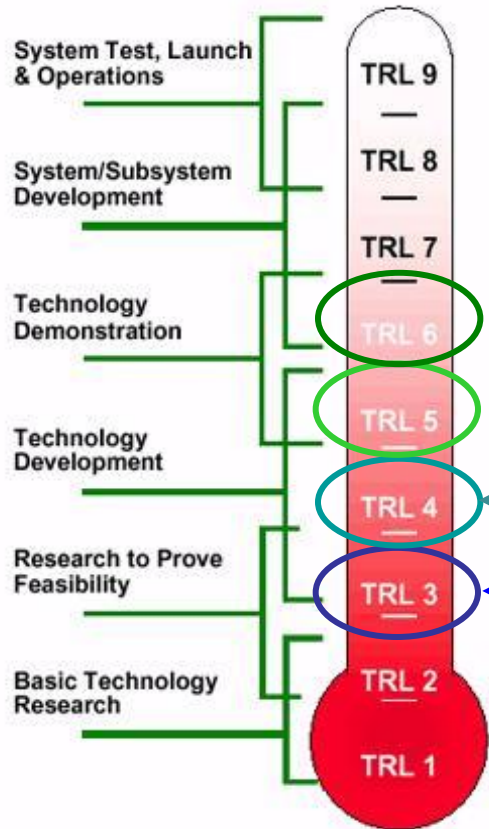 System Test, Launch
& Operations
System/Subsystem
Development
Technology
Demonstration
Technology
Development
Research to Prove
Feasibility
Basic Technology
Research
TRL 9
TRL 8
TRL 7
TRL 6
TRL 5
TRL 4
TRL 3
TRL 2
TRL 1